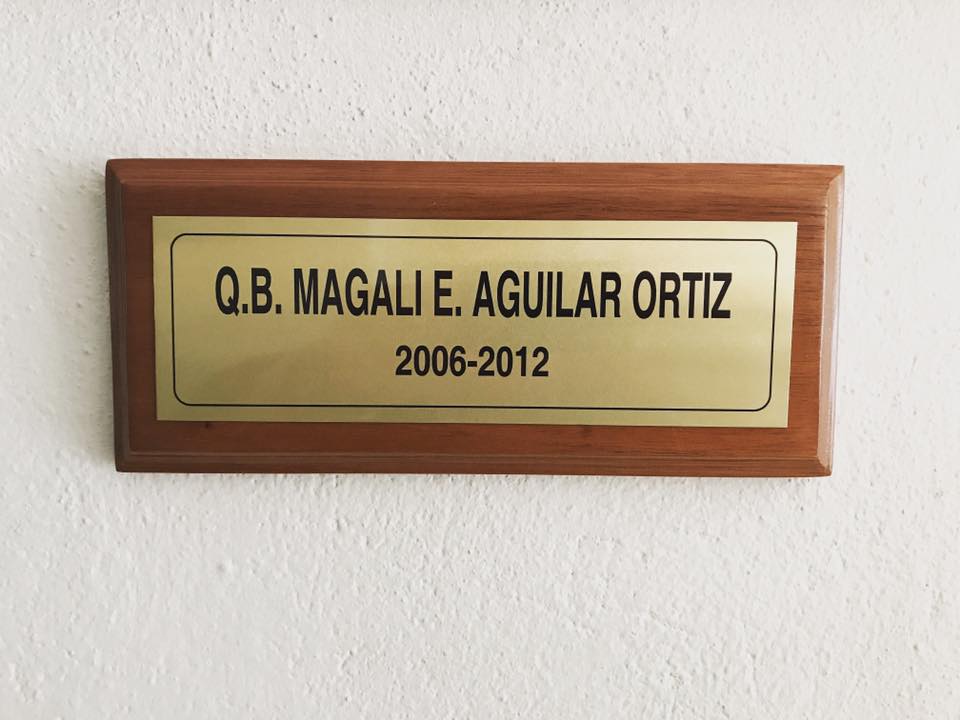 Q.B. MAGALI E. AGUILAR ORTIZ
2006-2012